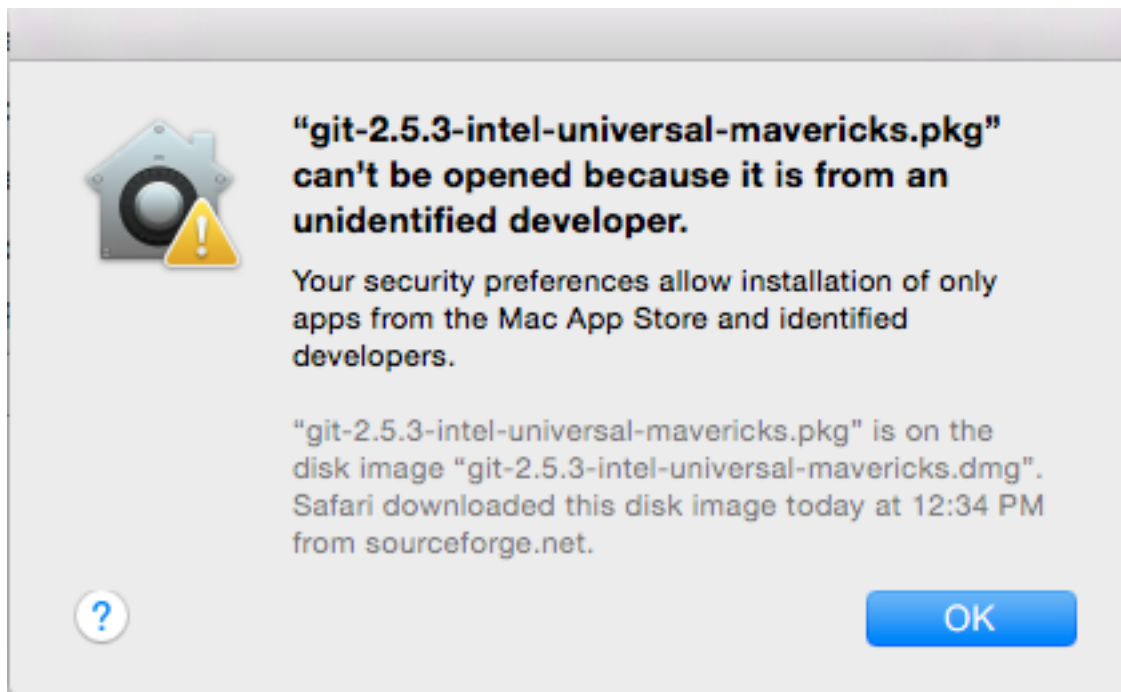 “git-2.5.3-intel-universal-mavericks.pkg”
can't be opened because it is from an
unidentified developer.
Your security preferences allow installation of only
apps from the Mac App Store and identified
developers.
“git-2.5.3-intel-universal-mavericks.pkg” is on the
disk image “git-2.5.3-intel-universal-mavericks.dmg”.
Safari downloaded this disk image today at 12:34 PM
from sourceforge.net.
?
OK